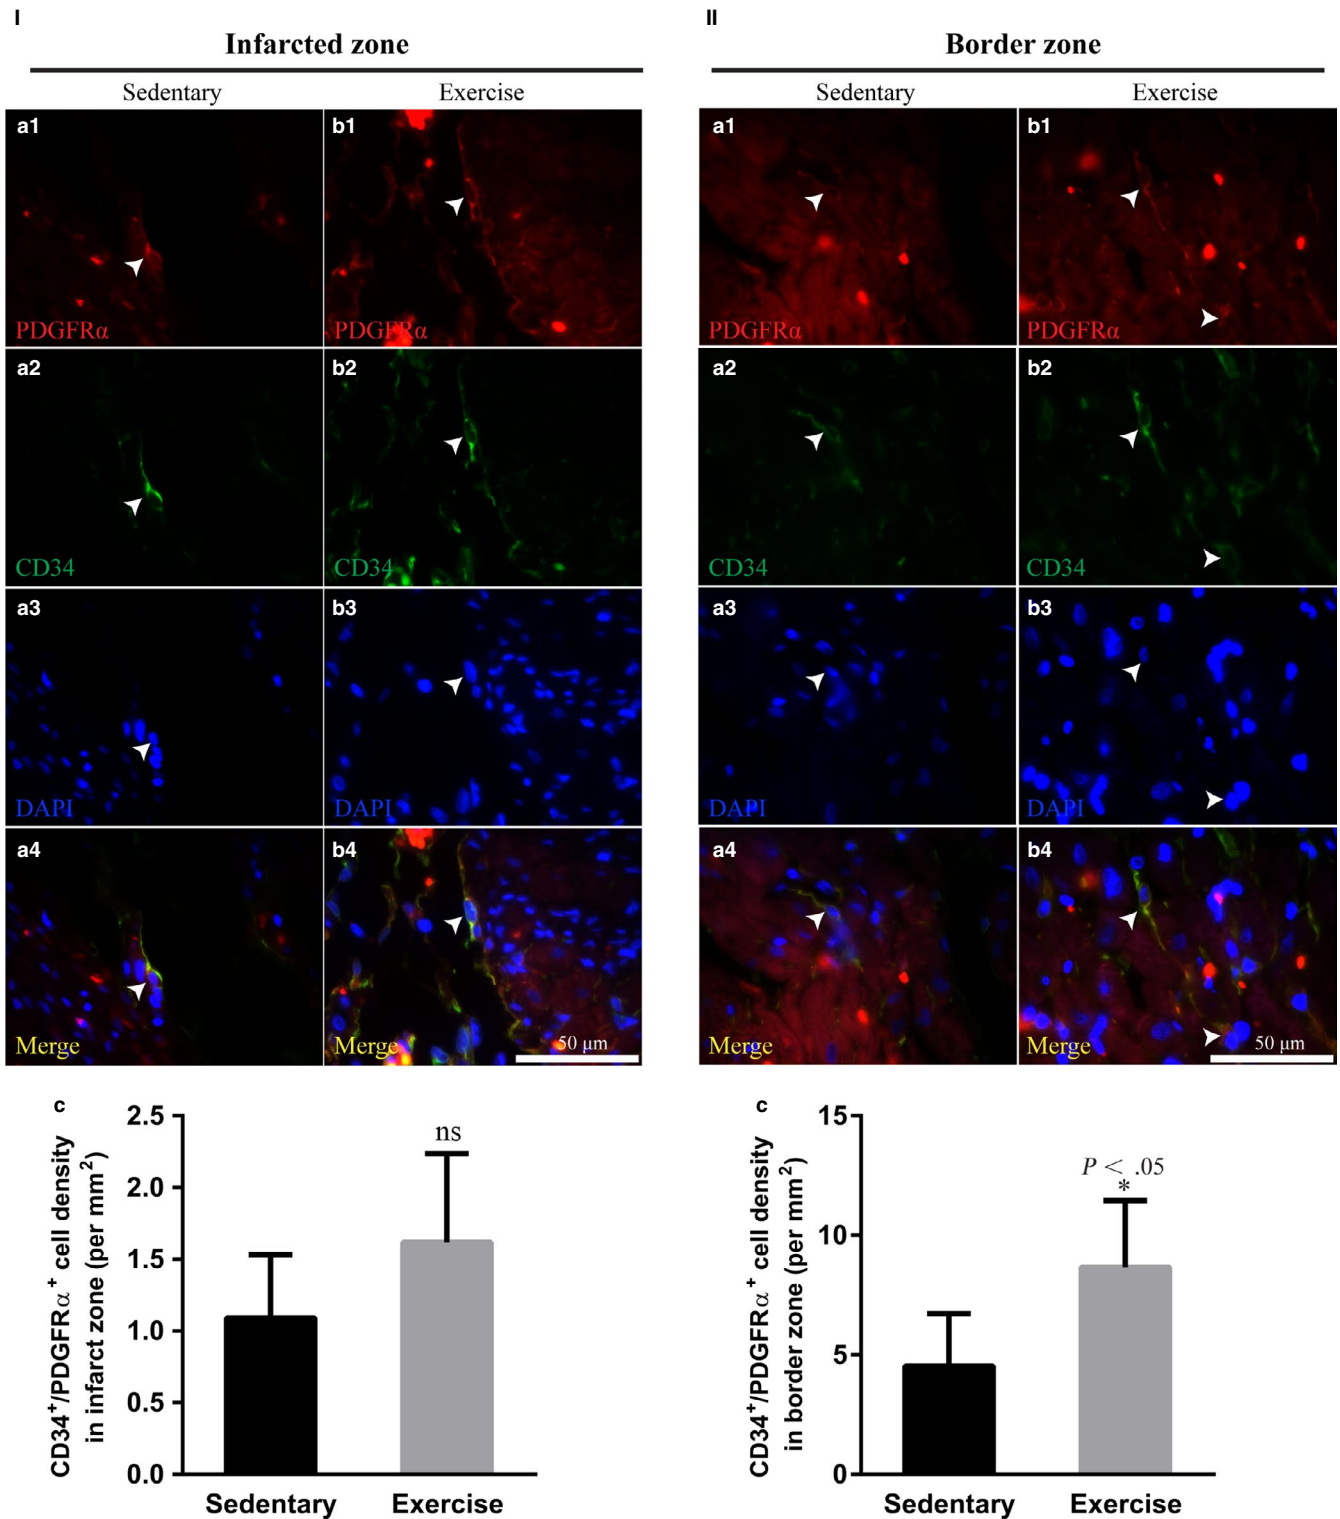 I
Infarcted zone
Sedentary
Exercise
a1
PDGFRα
b1
PDGFRα
a2
CD34
b2
CD34
a3
DAPI
b3
DAPI
a4
Merge
b4
Merge
50 μm
c
CD34⁺/PDGFRα⁺ cell density
in infarct zone (per mm²)
2.5
2.0
1.5
1.0
0.5
0.0
ns
Sedentary
Exercise
II
Border zone
Sedentary
Exercise
a1
PDGFRα
b1
PDGFRα
a2
CD34
b2
CD34
a3
DAPI
b3
DAPI
a4
Merge
b4
Merge
50 μm
c
CD34⁺/PDGFRα⁺ cell density
in border zone (per mm²)
15
10
5
0
P < .05
*
Sedentary
Exercise